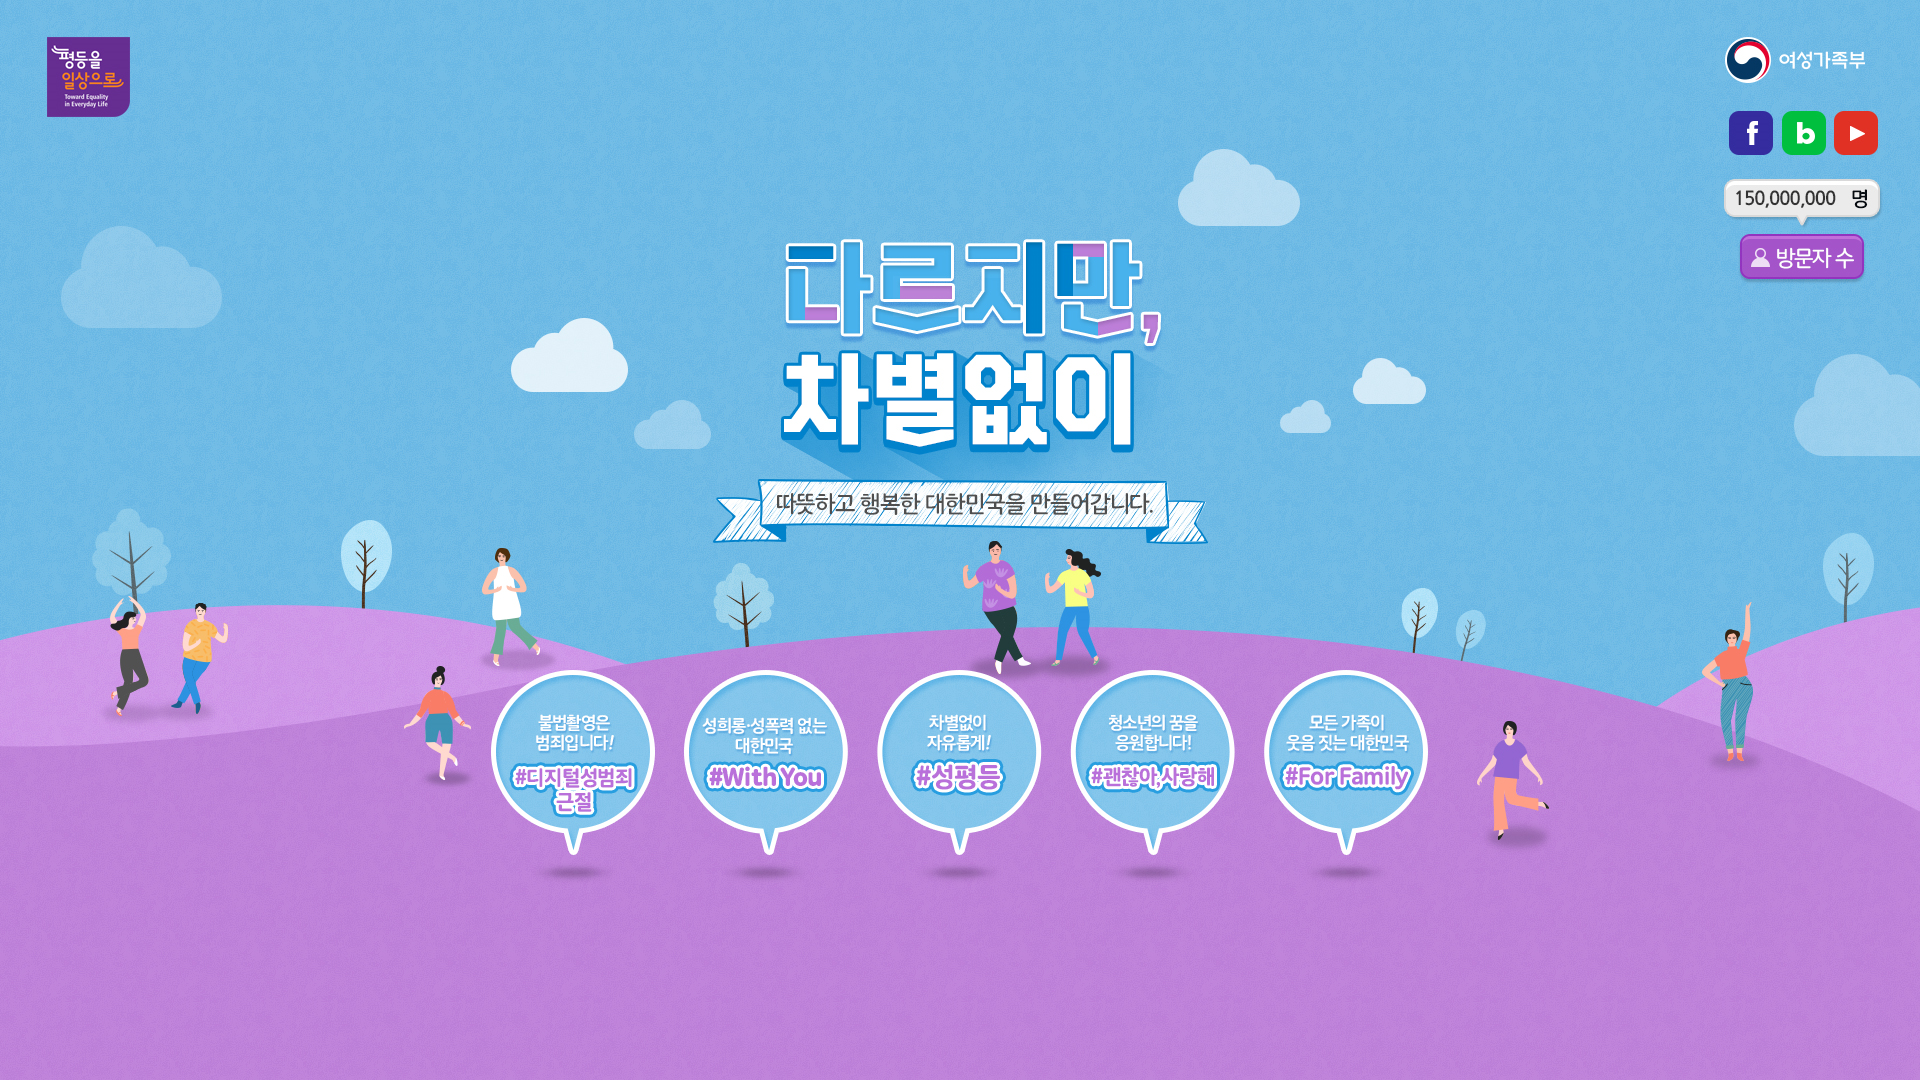 평등을
일상으로
Toward Equality
in Everyday Life
여성가족부
f
b
150,000,000 명
방문자 수
다르지만,
차별없이
따뜻하고 행복한 대한민국을 만들어갑니다.
불법촬영은
범죄입니다!
#디지털성범죄
근절
성희롱·성폭력 없는
대한민국
#With You
차별없이
자유롭게!
#성평등
청소년의 꿈을
응원합니다!
#괜찮아,사랑해
모든 가족이
웃음 짓는 대한민국
#For Family